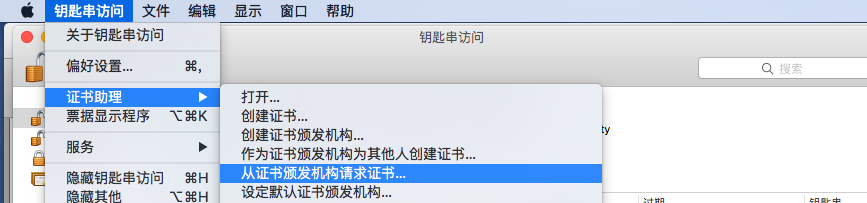 钥匙串访问 文件 编辑 显示 窗口 帮助
关于钥匙串访问
钥匙串访问
偏好设置... ⌘,
搜索
证书助理 ▶
打开...
票据显示程序 ⌥⌘K
创建证书...
创建证书颁发机构...
ty
服务 ▶
作为证书颁发机构为其他人创建证书...
隐藏钥匙串访问 ⌘H
从证书颁发机构请求证书...
隐藏其他 ⌥⌘H
设定默认证书颁发机构...
过期
钥匙串